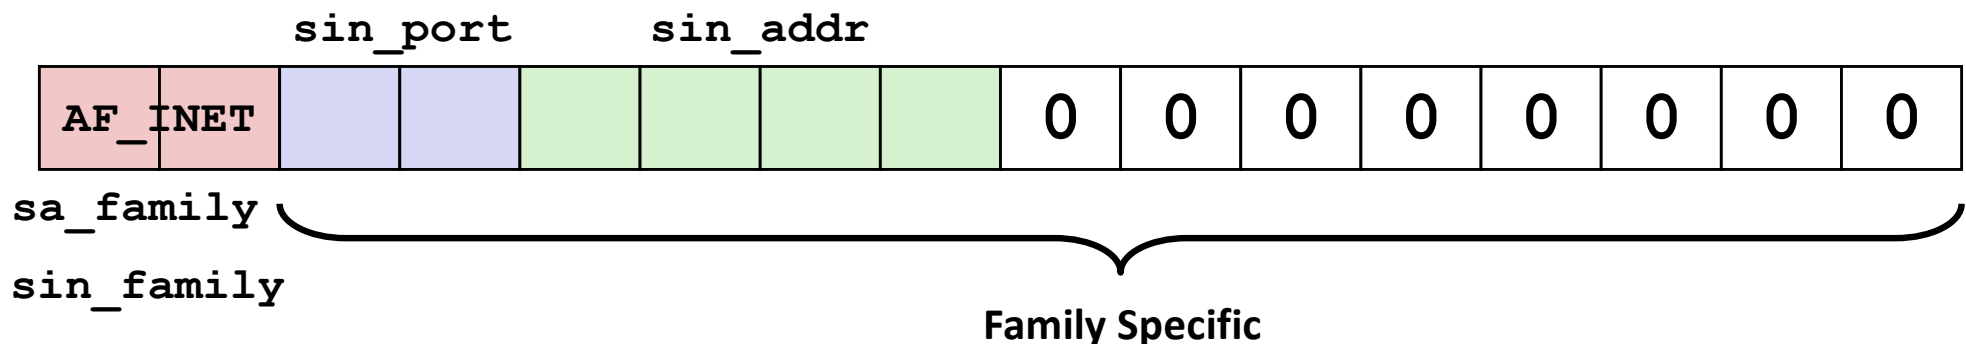 sin_port sin_addr
AF_INET 0 0 0 0 0 0 0 0
sa_family
sin_family
Family Specific